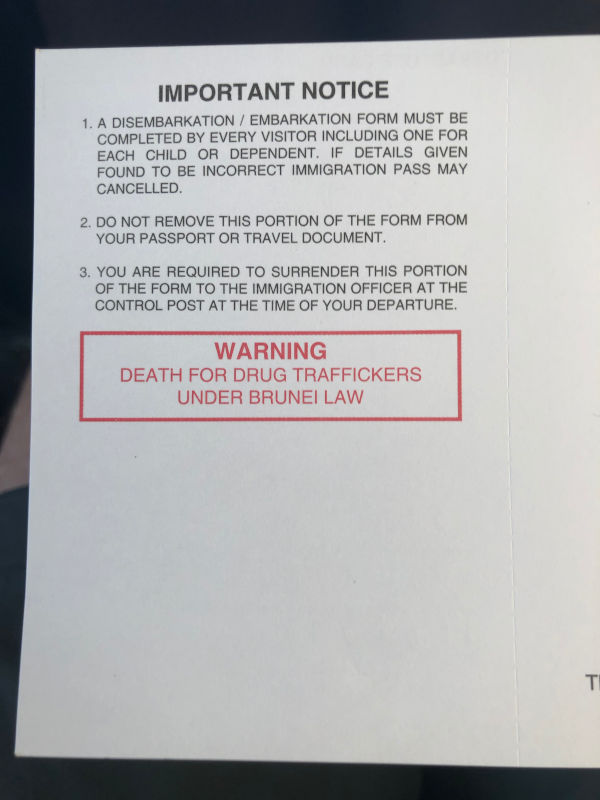 IMPORTANT NOTICE
1. A DISEMBARKATION / EMBARKATION FORM MUST BE
COMPLETED BY EVERY VISITOR INCLUDING ONE FOR
EACH CHILD OR DEPENDENT. IF DETAILS GIVEN
FOUND TO BE INCORRECT IMMIGRATION PASS MAY
CANCELLED.
2. DO NOT REMOVE THIS PORTION OF THE FORM FROM
YOUR PASSPORT OR TRAVEL DOCUMENT.
3. YOU ARE REQUIRED TO SURRENDER THIS PORTION
OF THE FORM TO THE IMMIGRATION OFFICER AT THE
CONTROL POST AT THE TIME OF YOUR DEPARTURE.
WARNING
DEATH FOR DRUG TRAFFICKERS
UNDER BRUNEI LAW